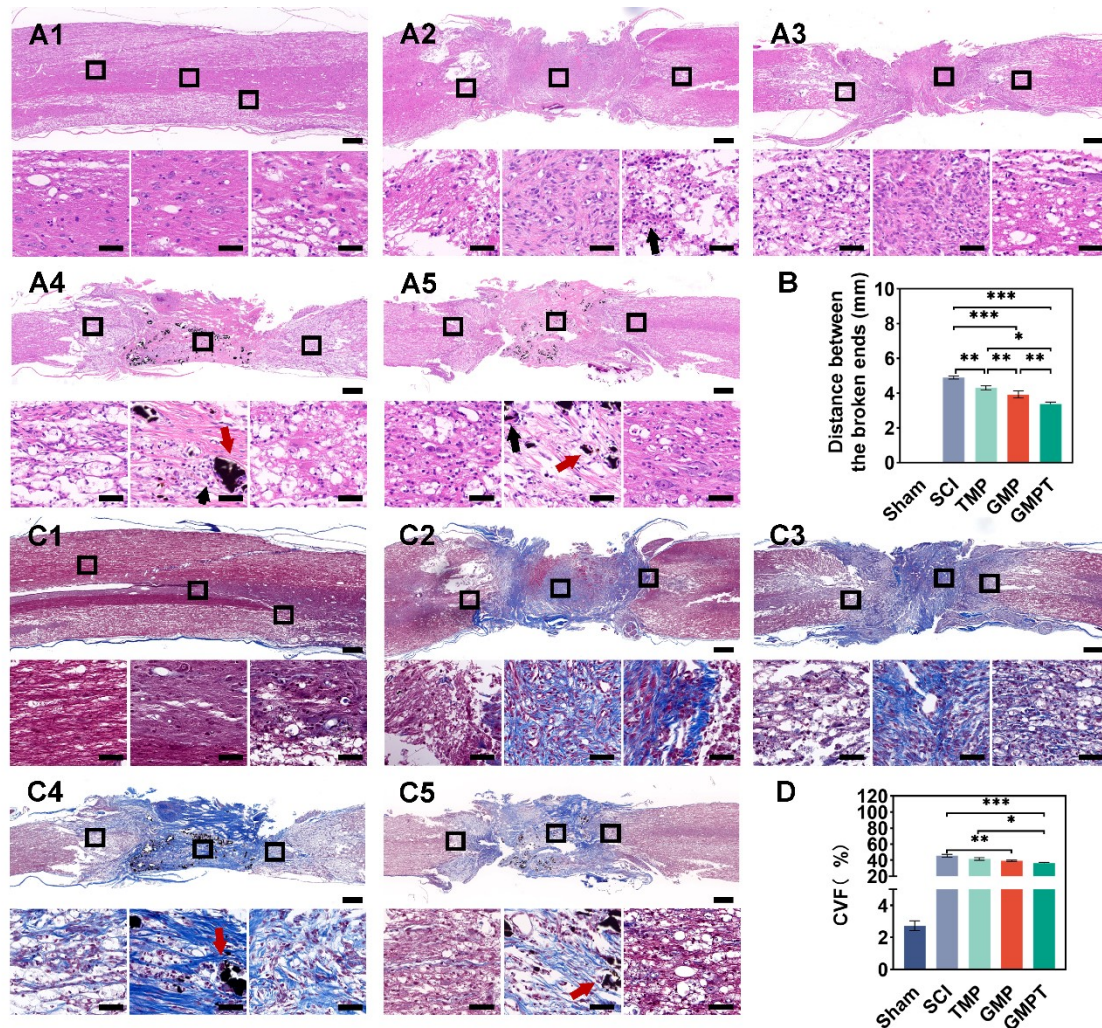 A1
A2
A3
A4
A5
B
Distance between
the broken ends (mm)
10
8
6
4
2
0
***
***
*
** ** **
Sham
SCI
TMP
GMP
GMPT
C1
C2
C3
C4
C5
D
CVF( %)
120
100
80
60
40
20
4
2
0
***
*
**
Sham
SCI
TMP
GMP
GMPT